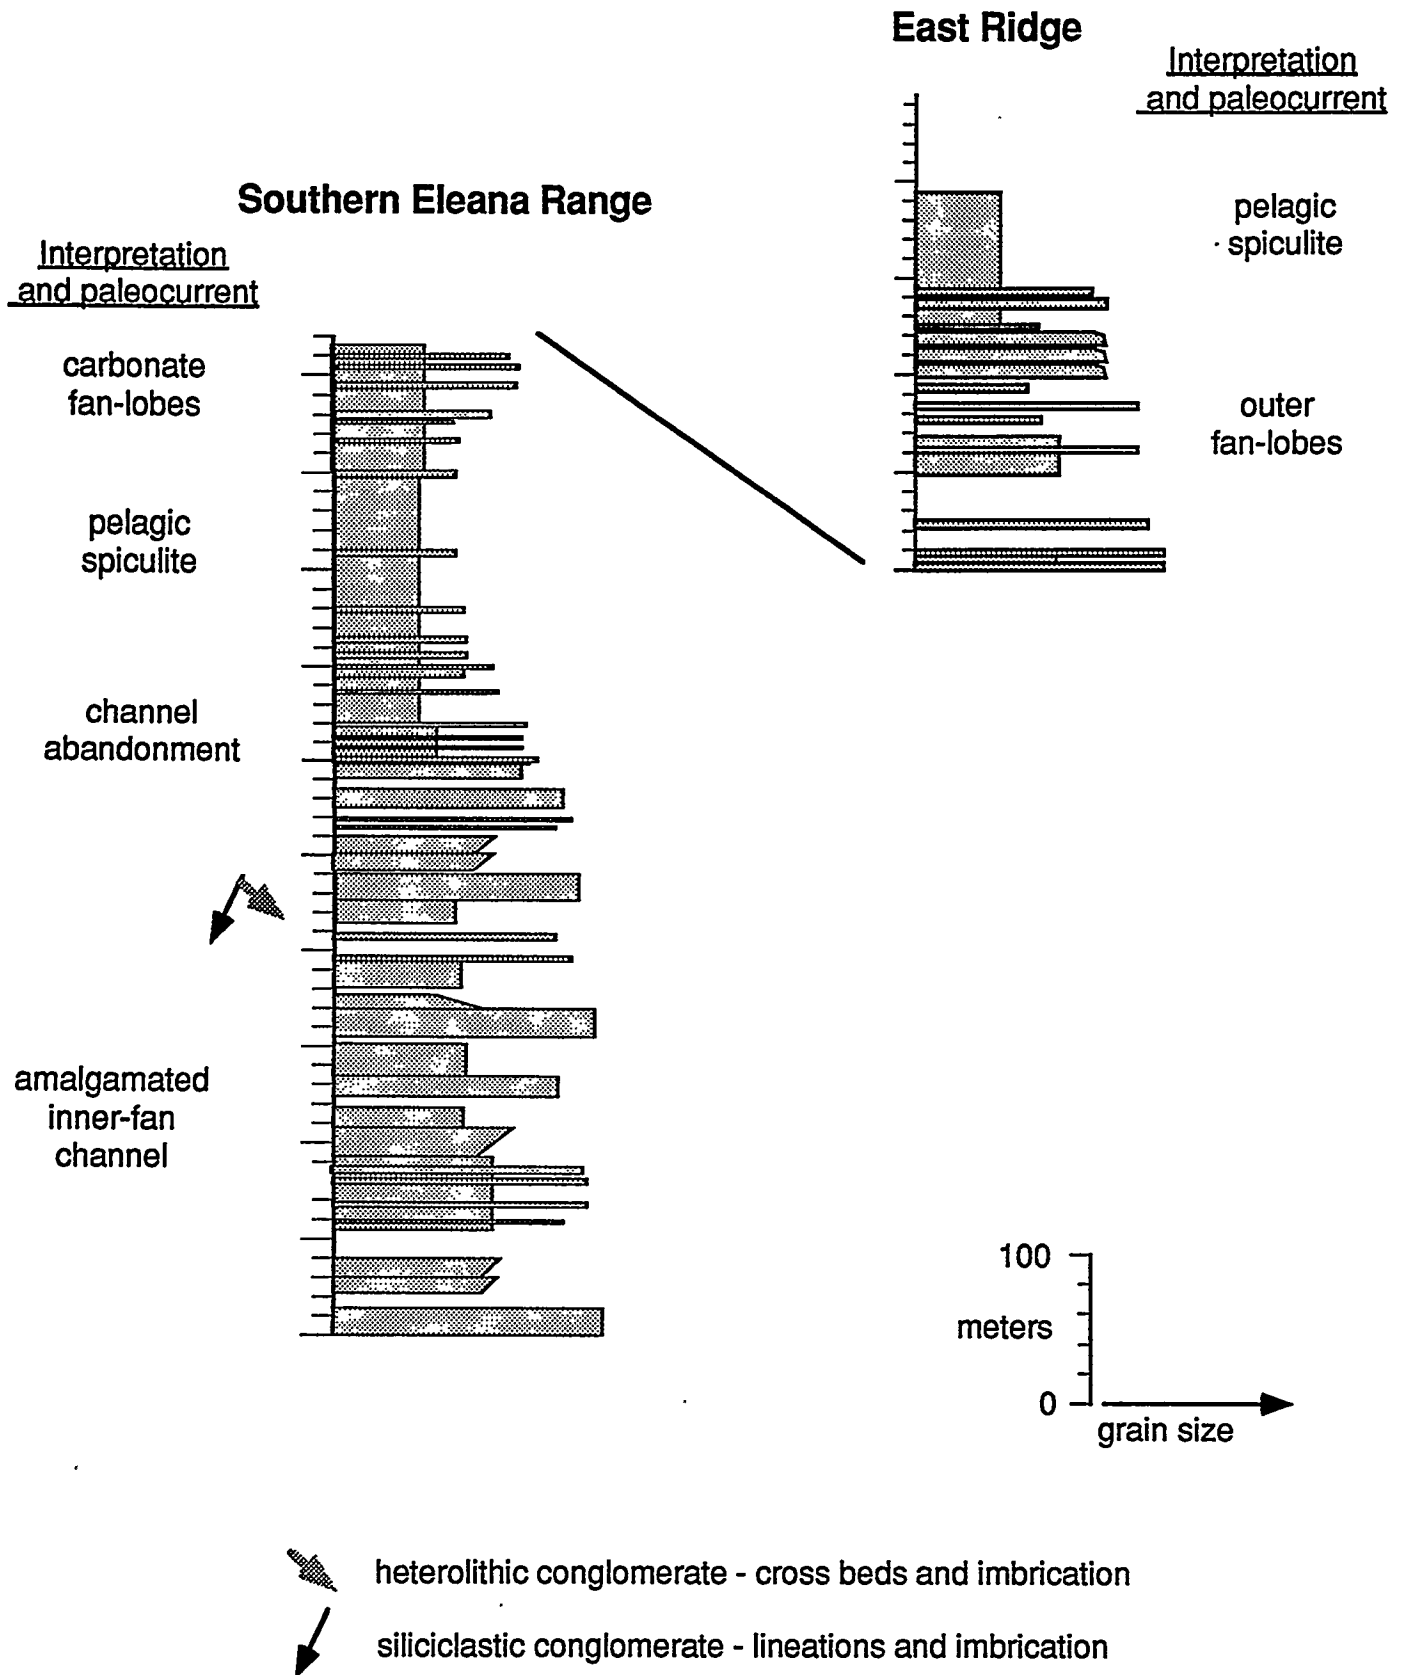 East Ridge
Interpretation
and paleocurrent
pelagic
spiculite
outer
fan-lobes
Southern Eleana Range
Interpretation
and paleocurrent
carbonate
fan-lobes
pelagic
spiculite
channel
abandonment
amalgamated
inner-fan
channel
100
meters
0
grain size
heterolithic conglomerate - cross beds and imbrication
siliciclastic conglomerate - lineations and imbrication